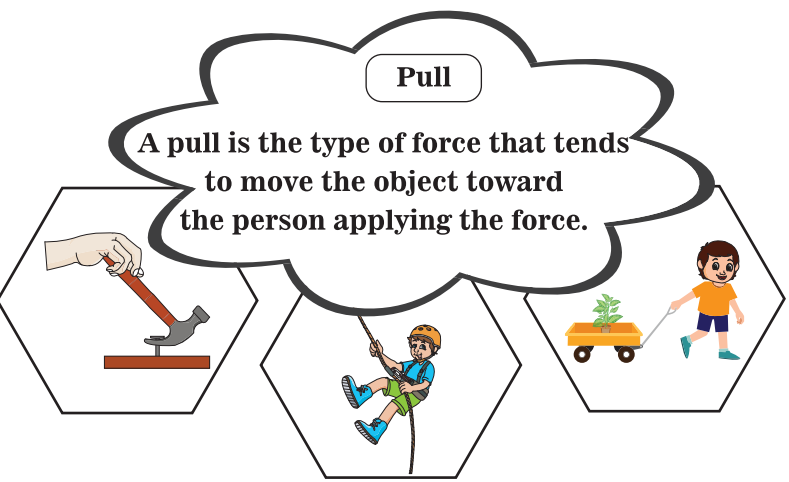 Pull
A pull is the type of force that tends
to move the object toward
the person applying the force.